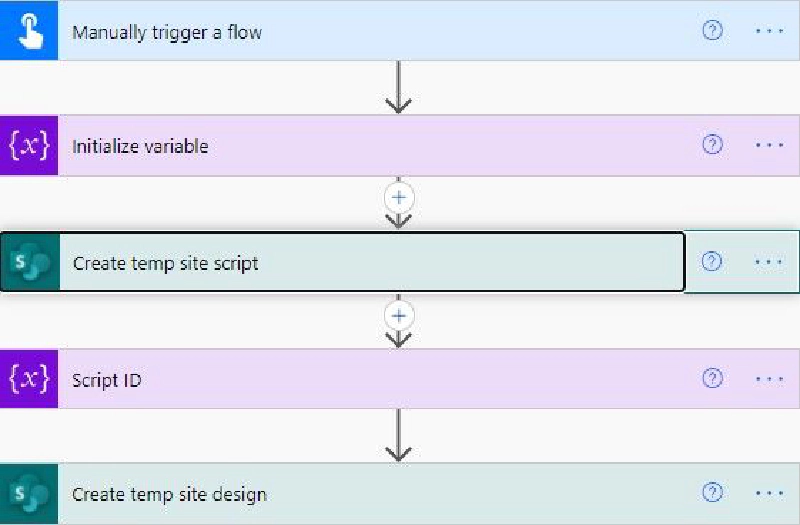 Manually trigger a flow
{x} Initialize variable
S Create temp site script
{x} Script ID
S Create temp site design